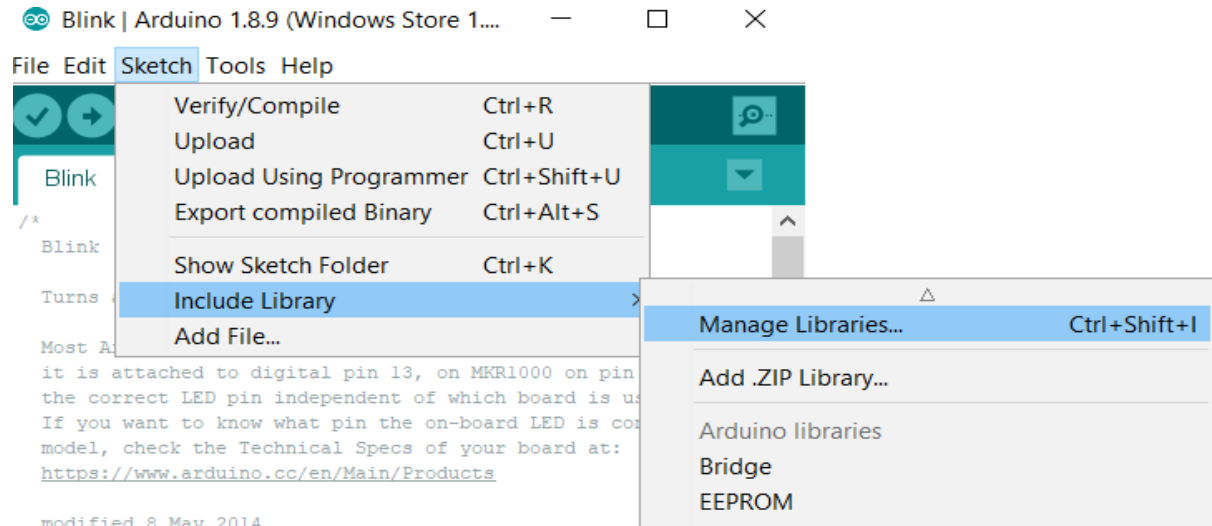 Blink | Arduino 1.8.9 (Windows Store 1....
File Edit Sketch Tools Help
Verify/Compile Ctrl+R
Upload Ctrl+U
Upload Using Programmer Ctrl+Shift+U
Export compiled Binary Ctrl+Alt+S
Show Sketch Folder Ctrl+K
Include Library
Add File...
Manage Libraries... Ctrl+Shift+I
Add .ZIP Library...
Arduino libraries
Bridge
EEPROM
Blink
/*
Blink
Turns
Most
it is attached to digital pin 13, on MKR1000 on pin
the correct LED pin independent of which board is
If you want to know what pin the on-board LED is
model, check the Technical Specs of your board at:
https://www.arduino.cc/en/Main/Products
modified 8 May 2014